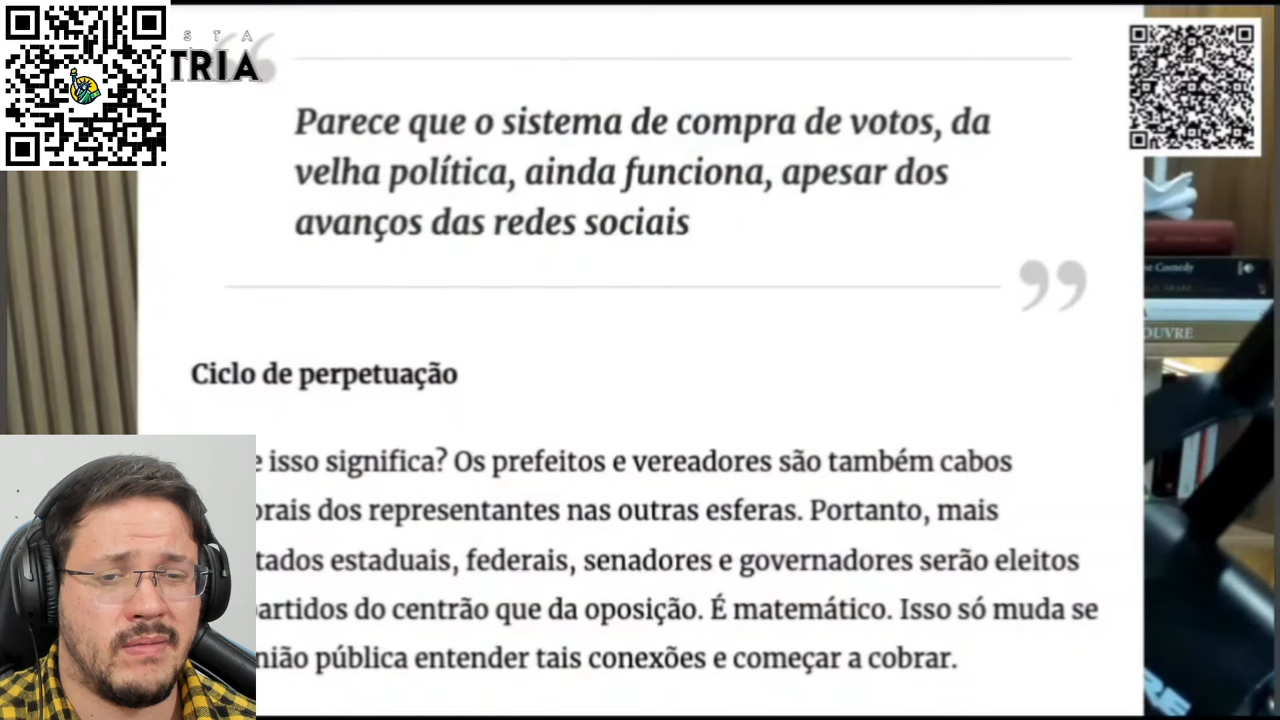 S T A
TRIA
Parece que o sistema de compra de votos, da
velha política, ainda funciona, apesar dos
avanços das redes sociais
Ciclo de perpetuação
e isso significa? Os prefeitos e vereadores são também cabos
orais dos representantes nas outras esferas. Portanto, mais
tados estaduais, federais, senadores e governadores serão eleitos
artidos do centrão que da oposição. É matemático. Isso só muda se
nião pública entender tais conexões e começar a cobrar.
Comedy
OUVRE